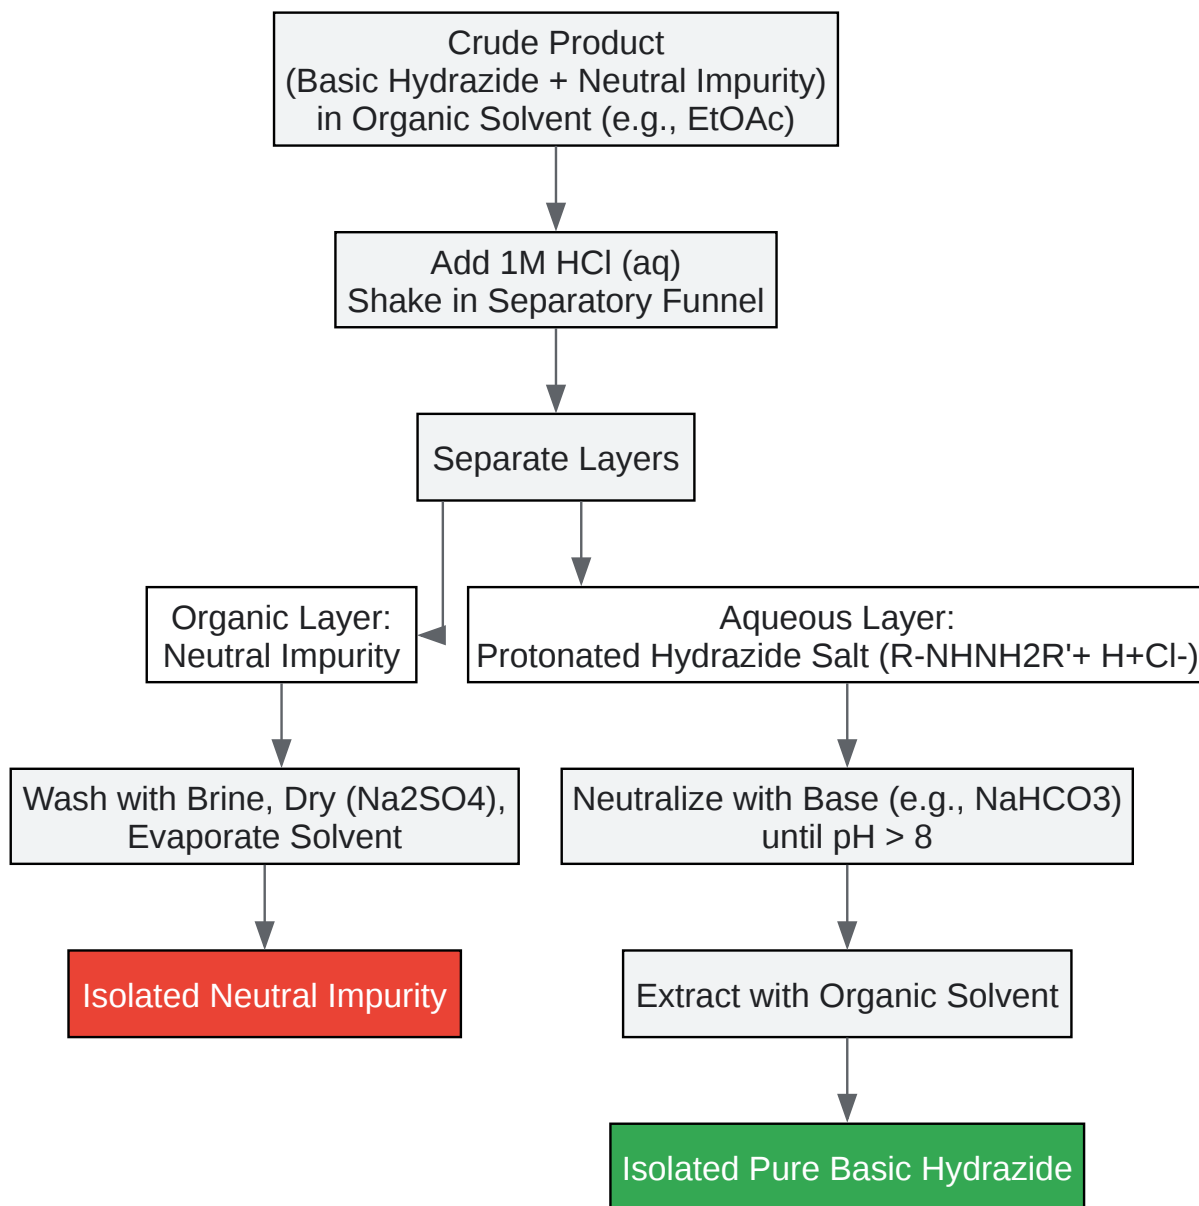 Crude Product
(Basic Hydrazide + Neutral Impurity)
in Organic Solvent (e.g., EtOAc)
Add 1M HCl (aq)
Shake in Separatory Funnel
Separate Layers
Organic Layer:
Neutral Impurity
Aqueous Layer:
Protonated Hydrazide Salt (R-NHNH2R'+ H+Cl-)
Wash with Brine, Dry (Na2SO4),
Evaporate Solvent
Neutralize with Base (e.g., NaHCO3)
until pH > 8
Isolated Neutral Impurity
Extract with Organic Solvent
Isolated Pure Basic Hydrazide